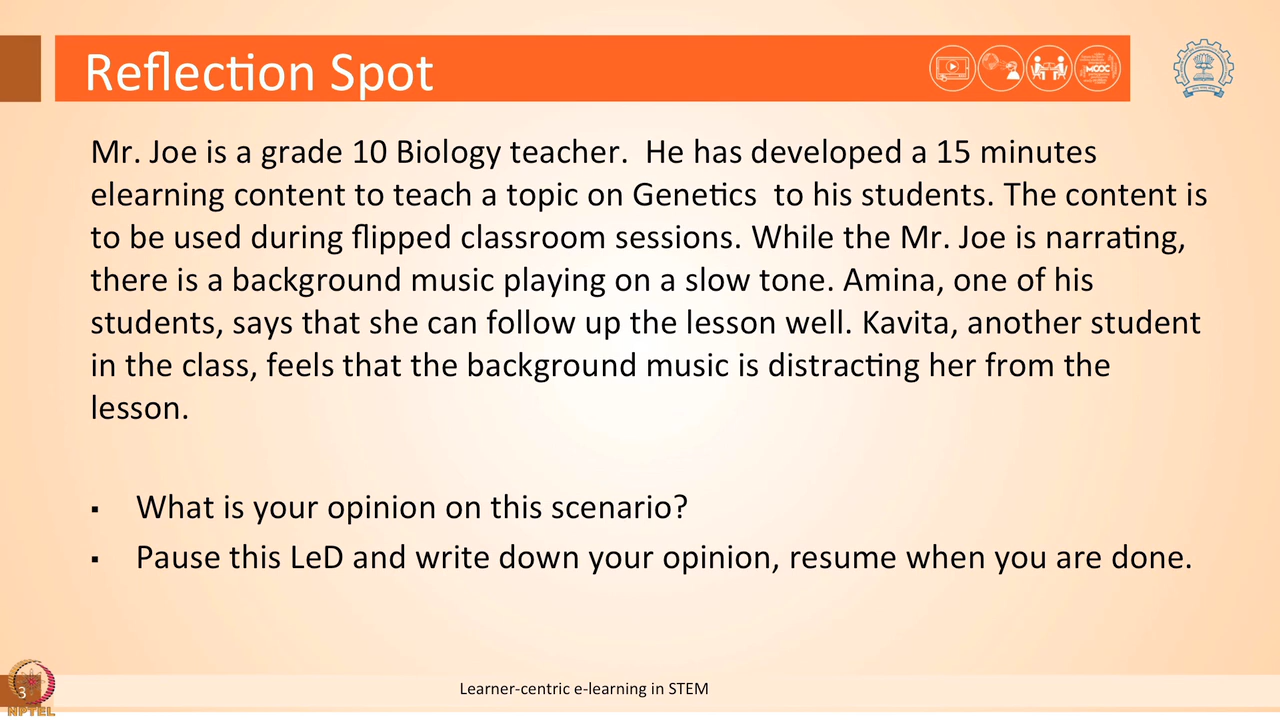 Reflection Spot
MOOC
Mr. Joe is a grade 10 Biology teacher.  He has developed a 15 minutes
elearning content to teach a topic on Genetics  to his students. The content is
to be used during flipped classroom sessions. While the Mr. Joe is narrating,
there is a background music playing on a slow tone. Amina, one of his
students, says that she can follow up the lesson well. Kavita, another student
in the class, feels that the background music is distracting her from the
lesson.
▪ What is your opinion on this scenario?
▪ Pause this LeD and write down your opinion, resume when you are done.
3
Learner-centric e-learning in STEM
NPTEL